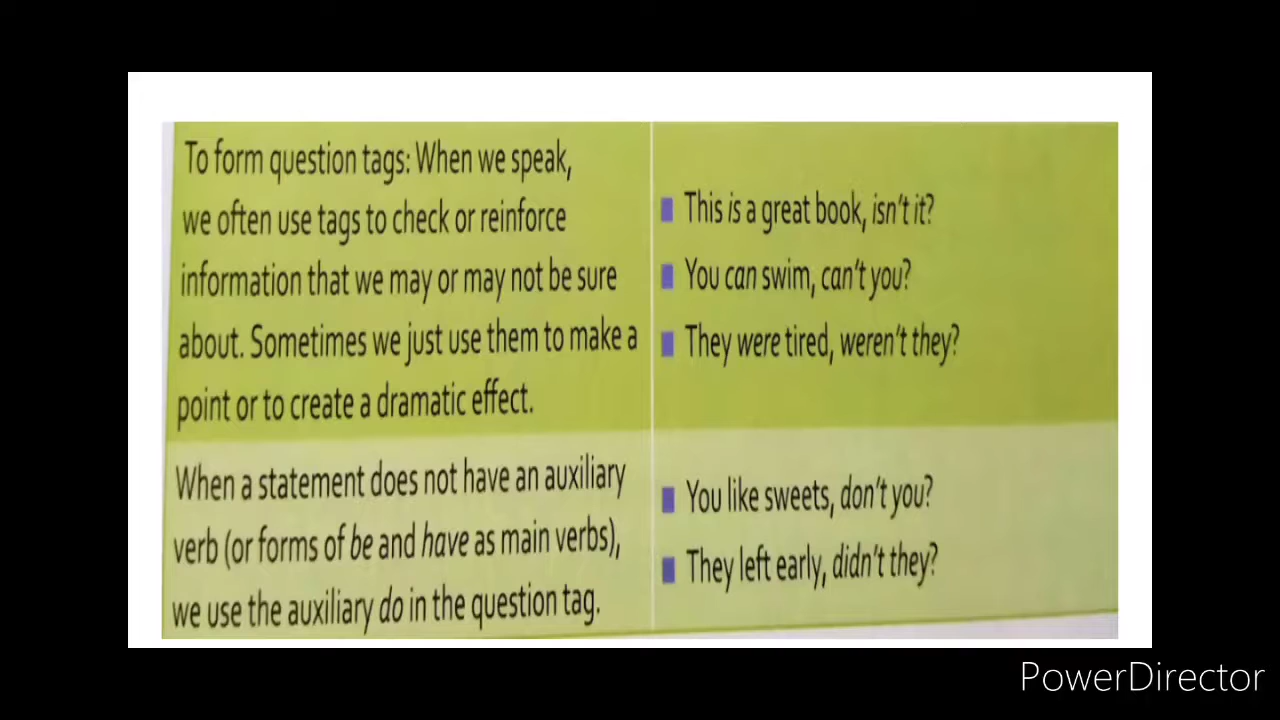 To form question tags: When we speak,
we often use tags to check or reinforce
information that we may or may not be sure
about. Sometimes we just use them to make a
point or to create a dramatic effect.
This is a great book, isn't it?
You can swim, can't you?
They were tired, weren't they?
When a statement does not have an auxiliary
verb (or forms of be and have as main verbs),
we use the auxiliary do in the question tag.
You like sweets, don't you?
They left early, didn't they?
PowerDirector